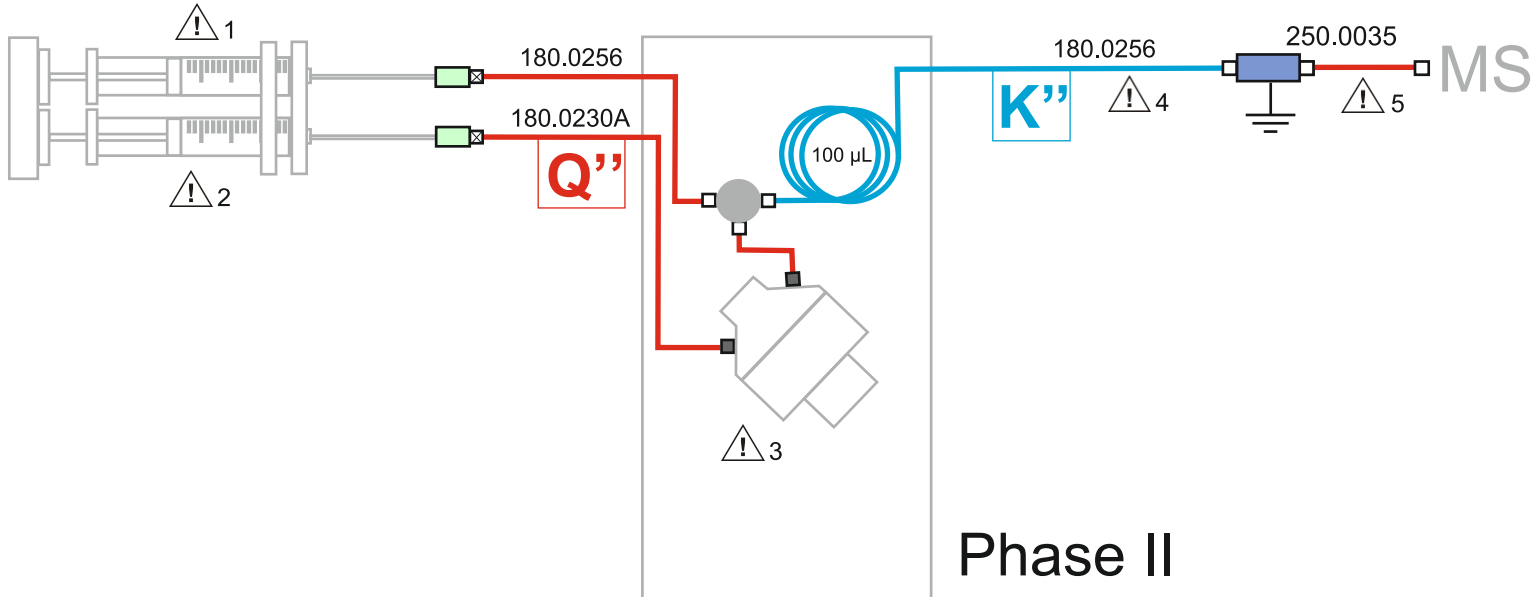 1
180.0256
180.0256
250.0035
MS
K’’
4
5
180.0230A
Q’’
100 µL
2
3
Phase II